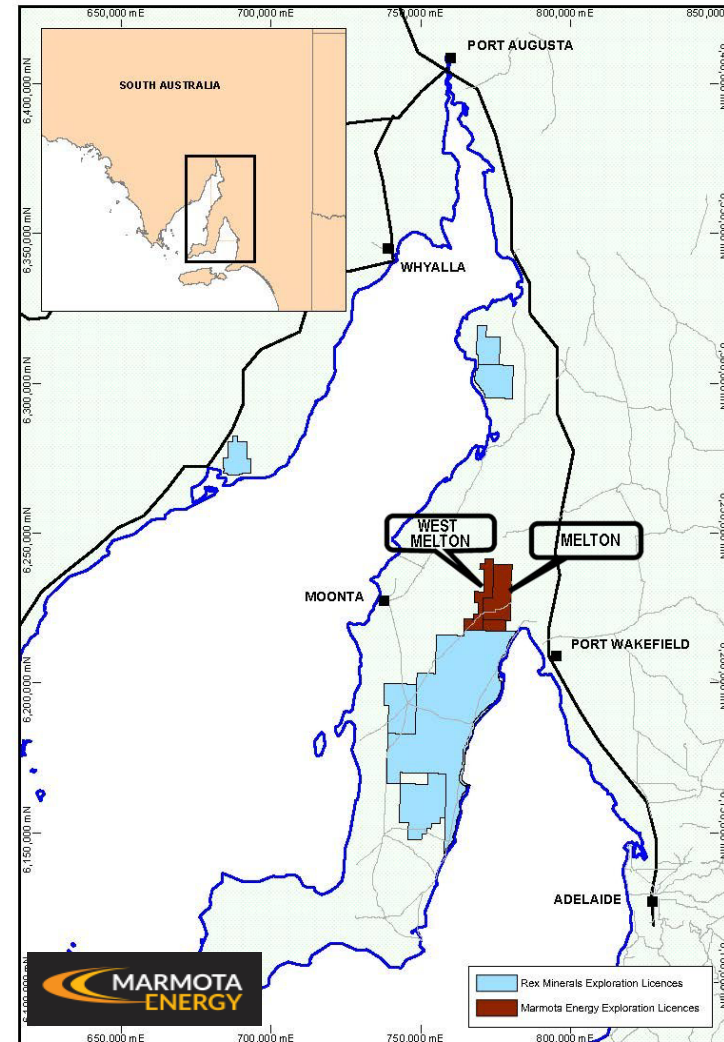 650,000 mE
700,000 mE
750,000 mE
800,000 mE
850,000 mE
PORT AUGUSTA
SOUTH AUSTRALIA
6,400,000 mN
6,350,000 mN
WHYALLA
6,300,000 mN
6,250,000 mN
WEST
MELTON
MELTON
MOONTA
PORT WAKEFIELD
6,200,000 mN
6,150,000 mN
ADELAIDE
MARMOTA
ENERGY
Rex Minerals Exploration Licences
Marmota Energy Exploration Licences
650,000 mE
700,000 mE
750,000 mE
800,000 mE